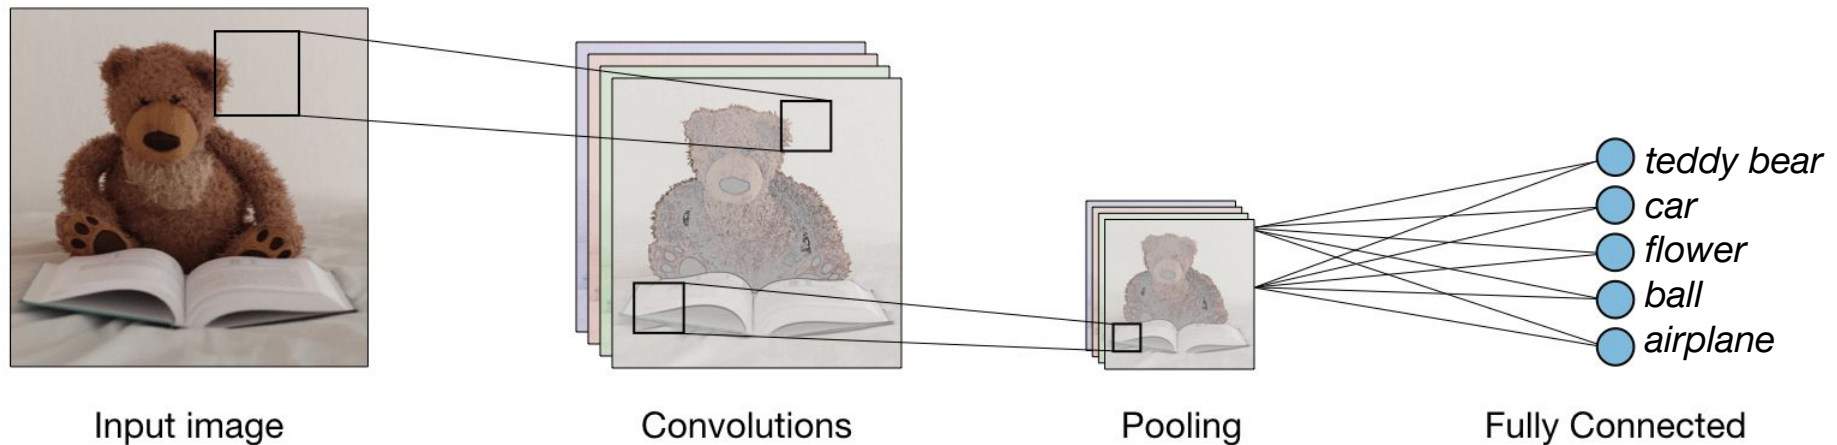 teddy bear
car
flower
ball
airplane
Input image
Convolutions
Pooling
Fully Connected